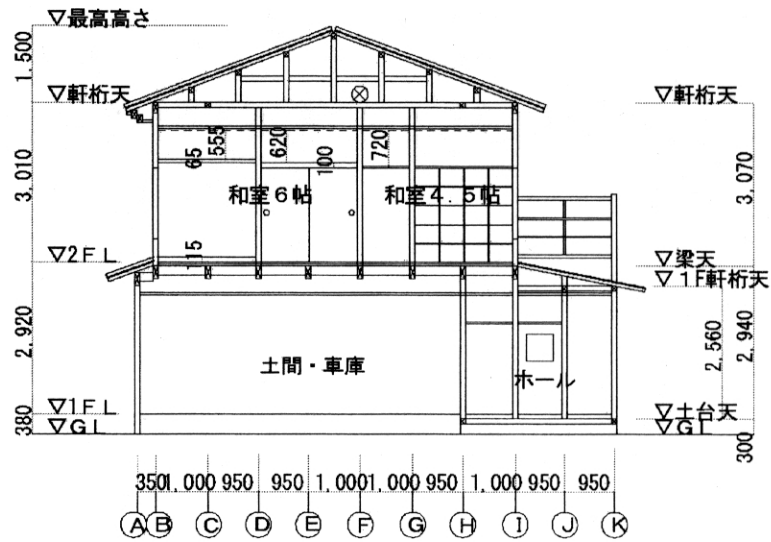 ▽最高高さ
1.500
▽軒桁天
▽軒桁天
3,010
65
555
620
100
720
3,070
和室6帖
和室4.5帖
115
▽2FL
▽梁天
▽1F軒桁天
2,920
2,560
2,940
土間・車庫
ホール
▽1FL
▽土台天
380
▽GL
▽GL
300
350
1,000
950
950
1,000
1,000
950
1,000
950
950
A B C D E F G H I J K